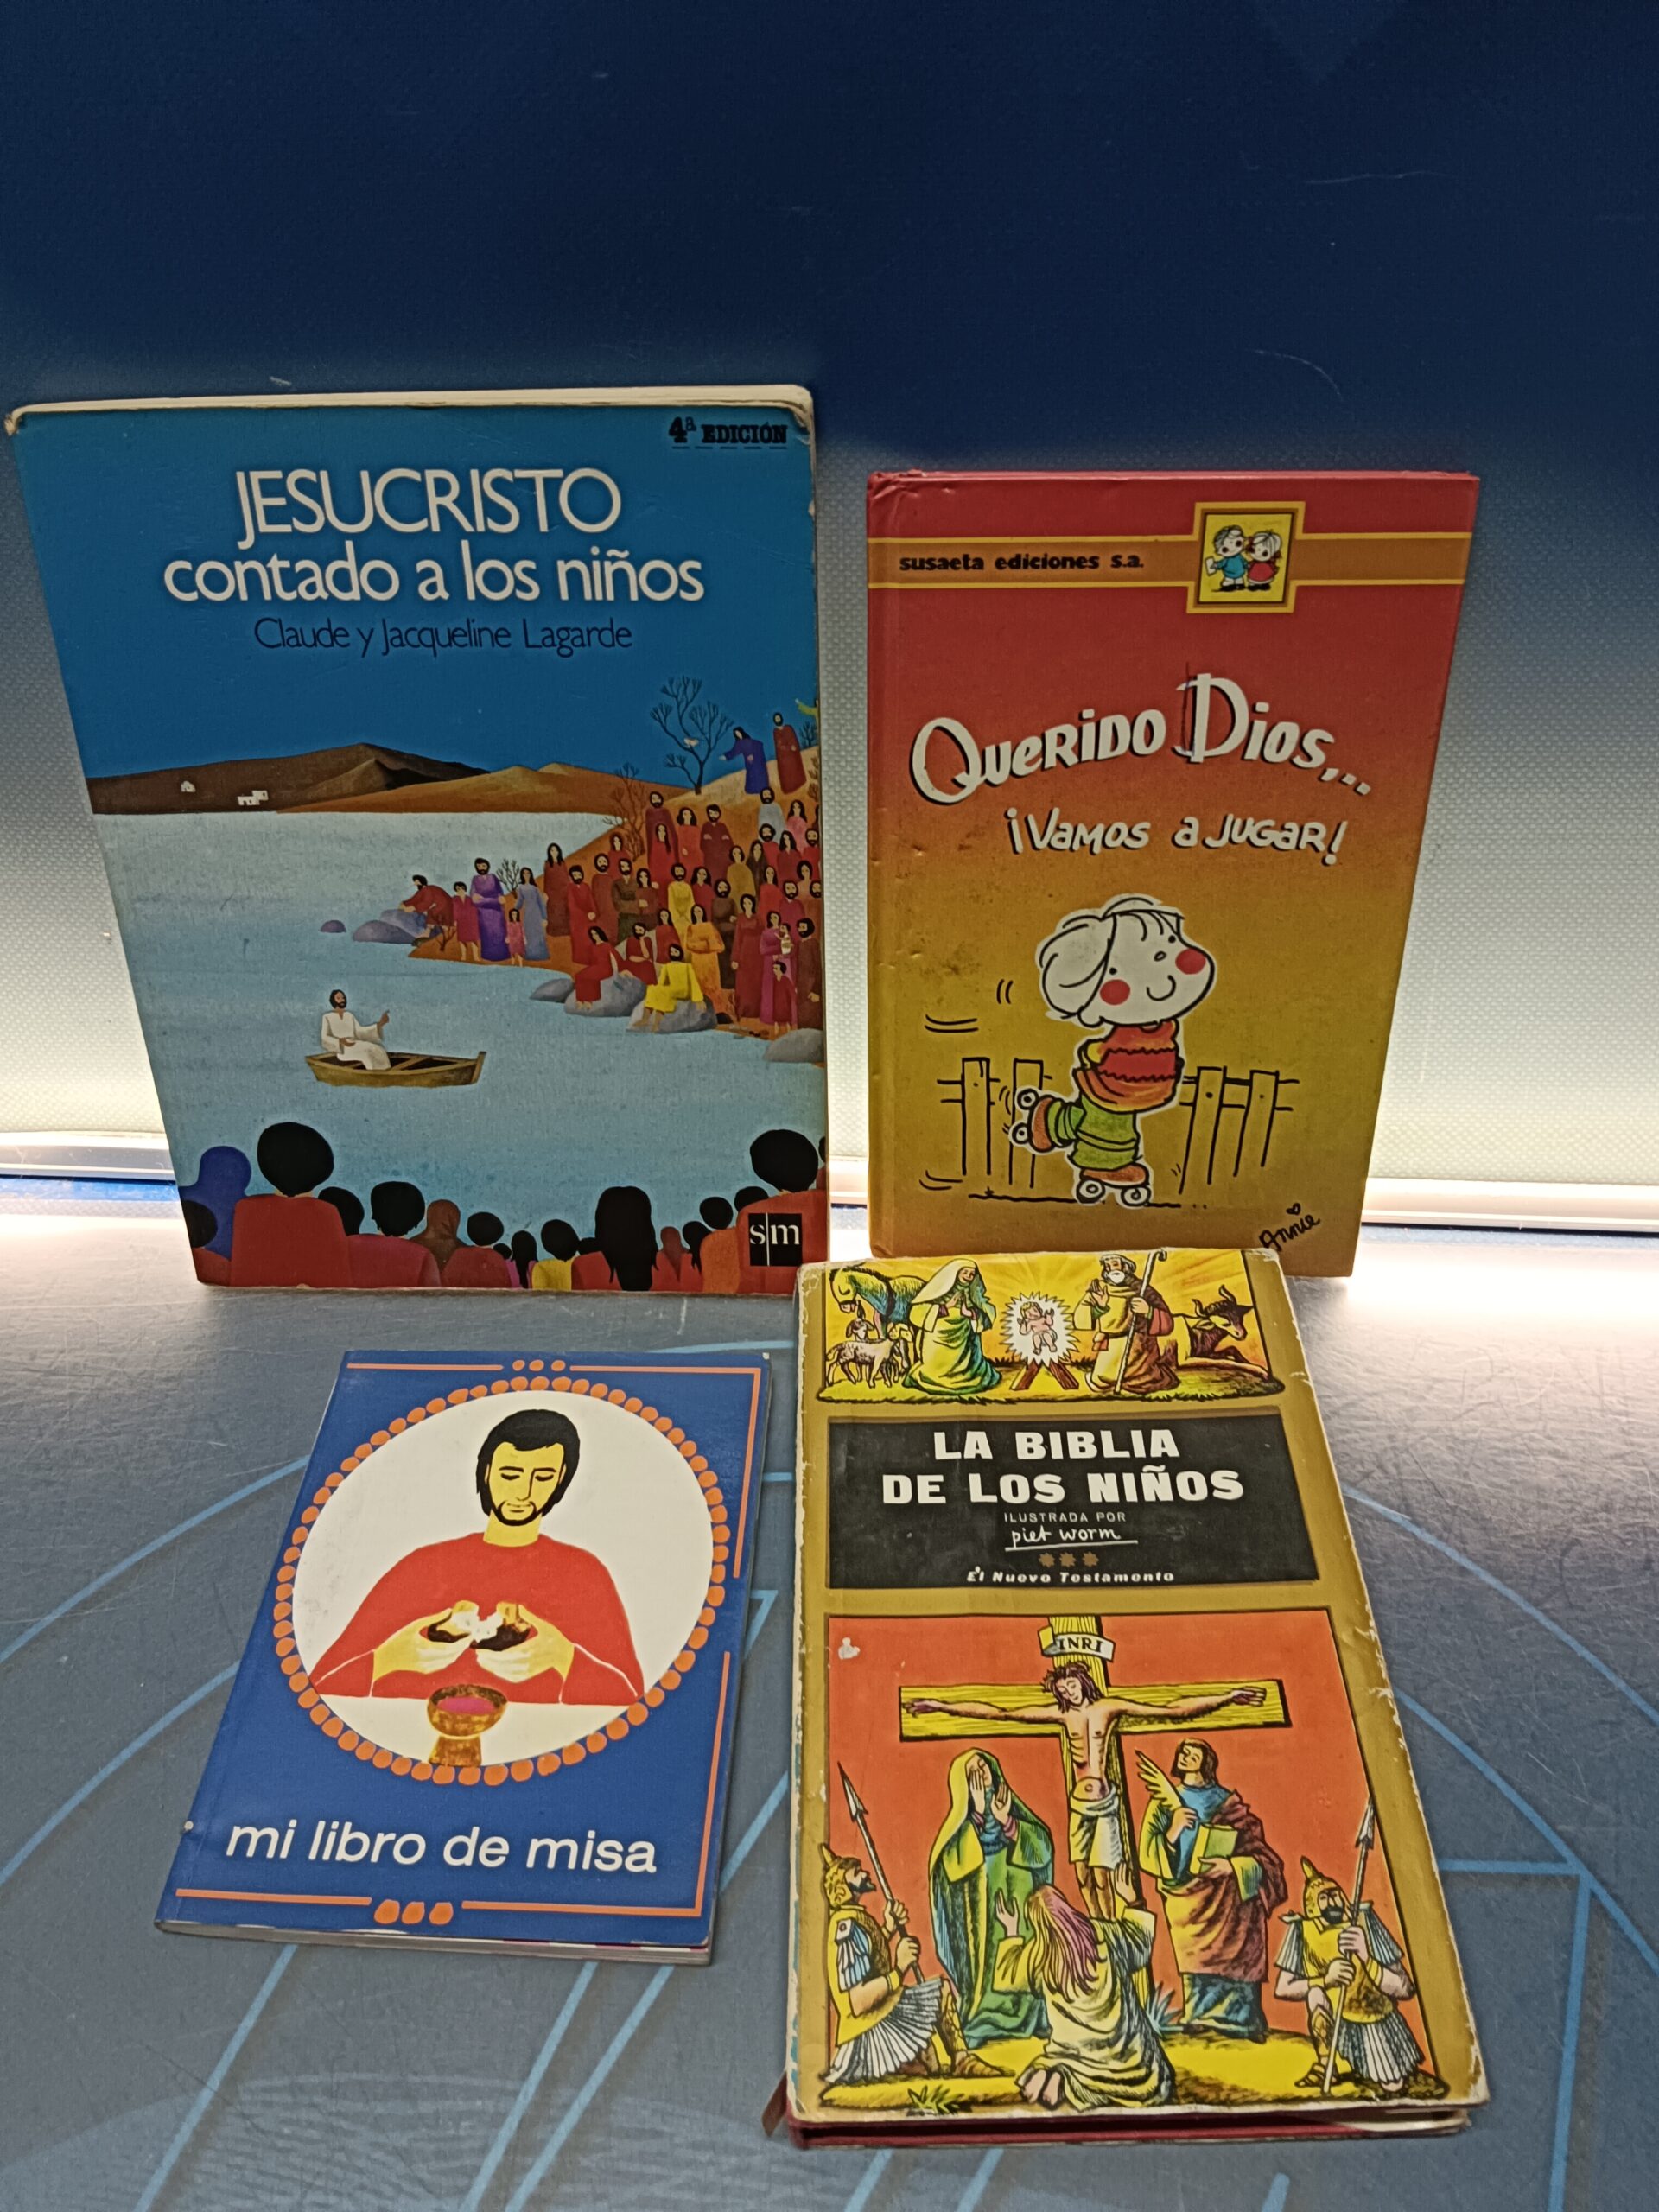 4ª EDICIÓN
JESUCRISTO
contado a los niños
Claude y Jacqueline Lagarde
s|m
susaeta ediciones s.a.
Querido Dios,...
¡Vamos a jugar!
Annie
mi libro de misa
LA BIBLIA
DE LOS NIÑOS
ILUSTRADA POR
piet worm
El Nuevo Testamento
INRI